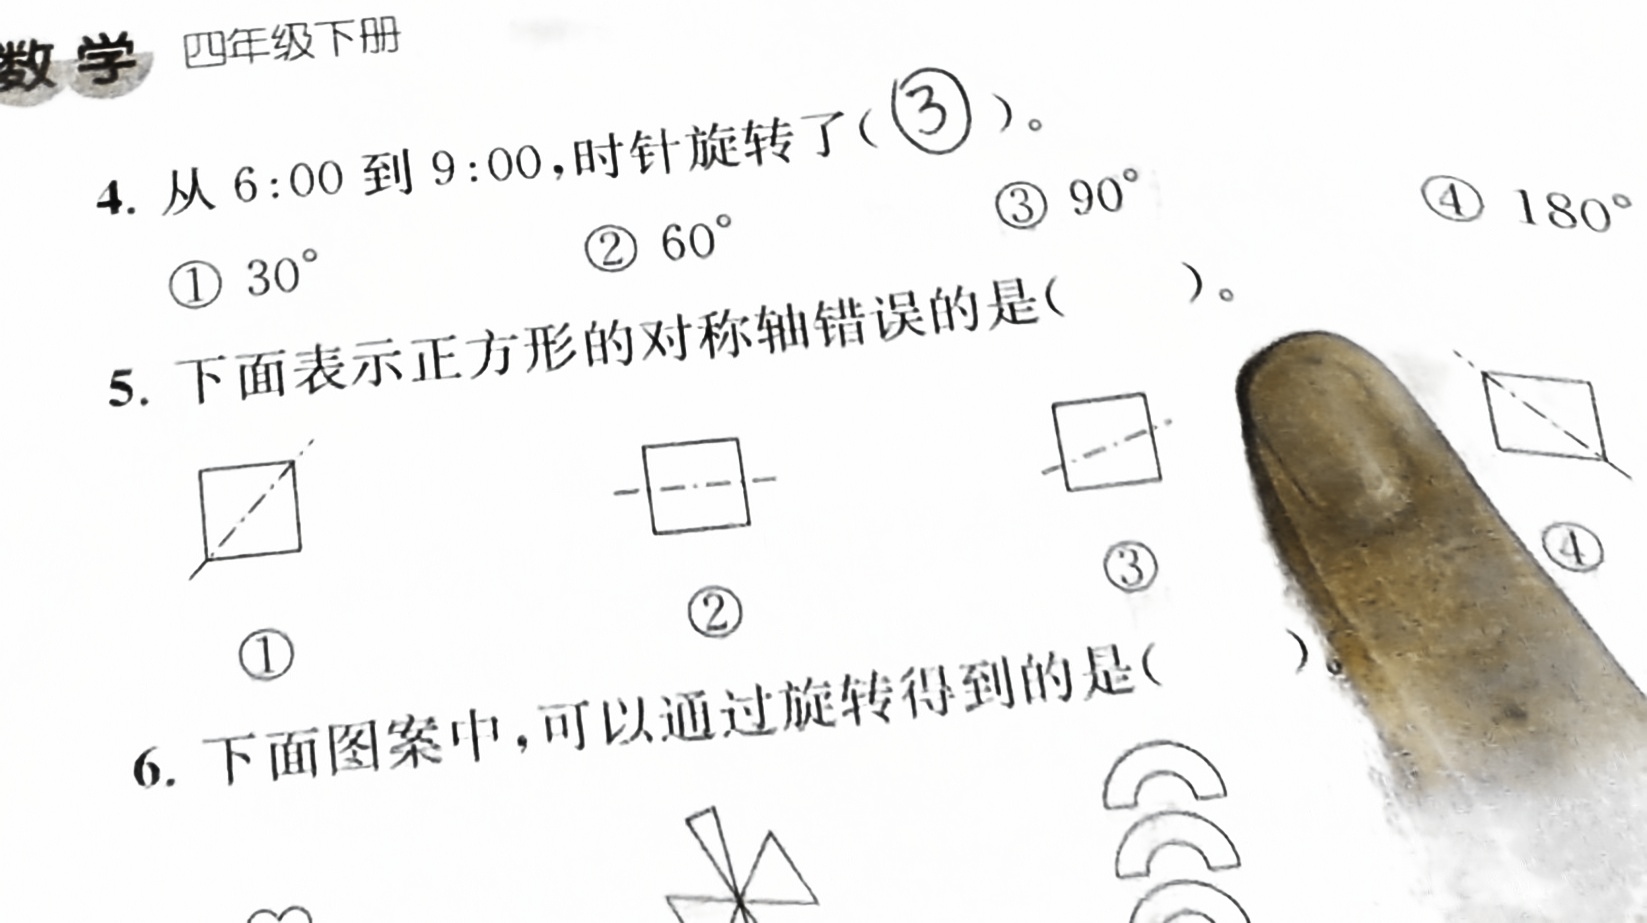 数学 四年级下册
4. 从 6:00 到 9:00,时针旋转了( ③ )。
① 30° ② 60° ③ 90° ④ 180°
5. 下面表示正方形的对称轴错误的是( )。
① ② ③ ④
6. 下面图案中,可以通过旋转得到的是( )。